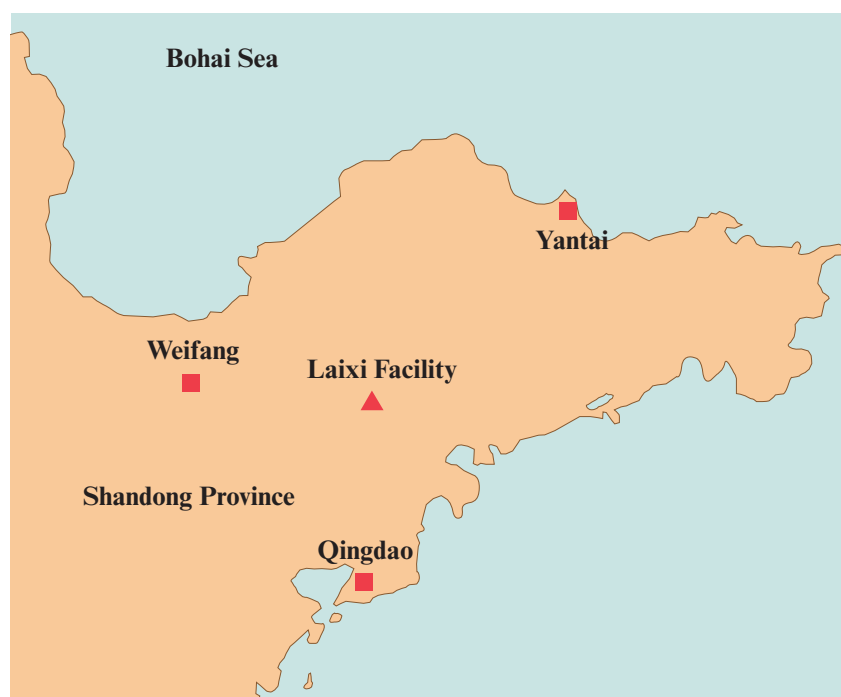 Bohai Sea
Yantai
Weifang
Laixi Facility
Shandong Province
Qingdao